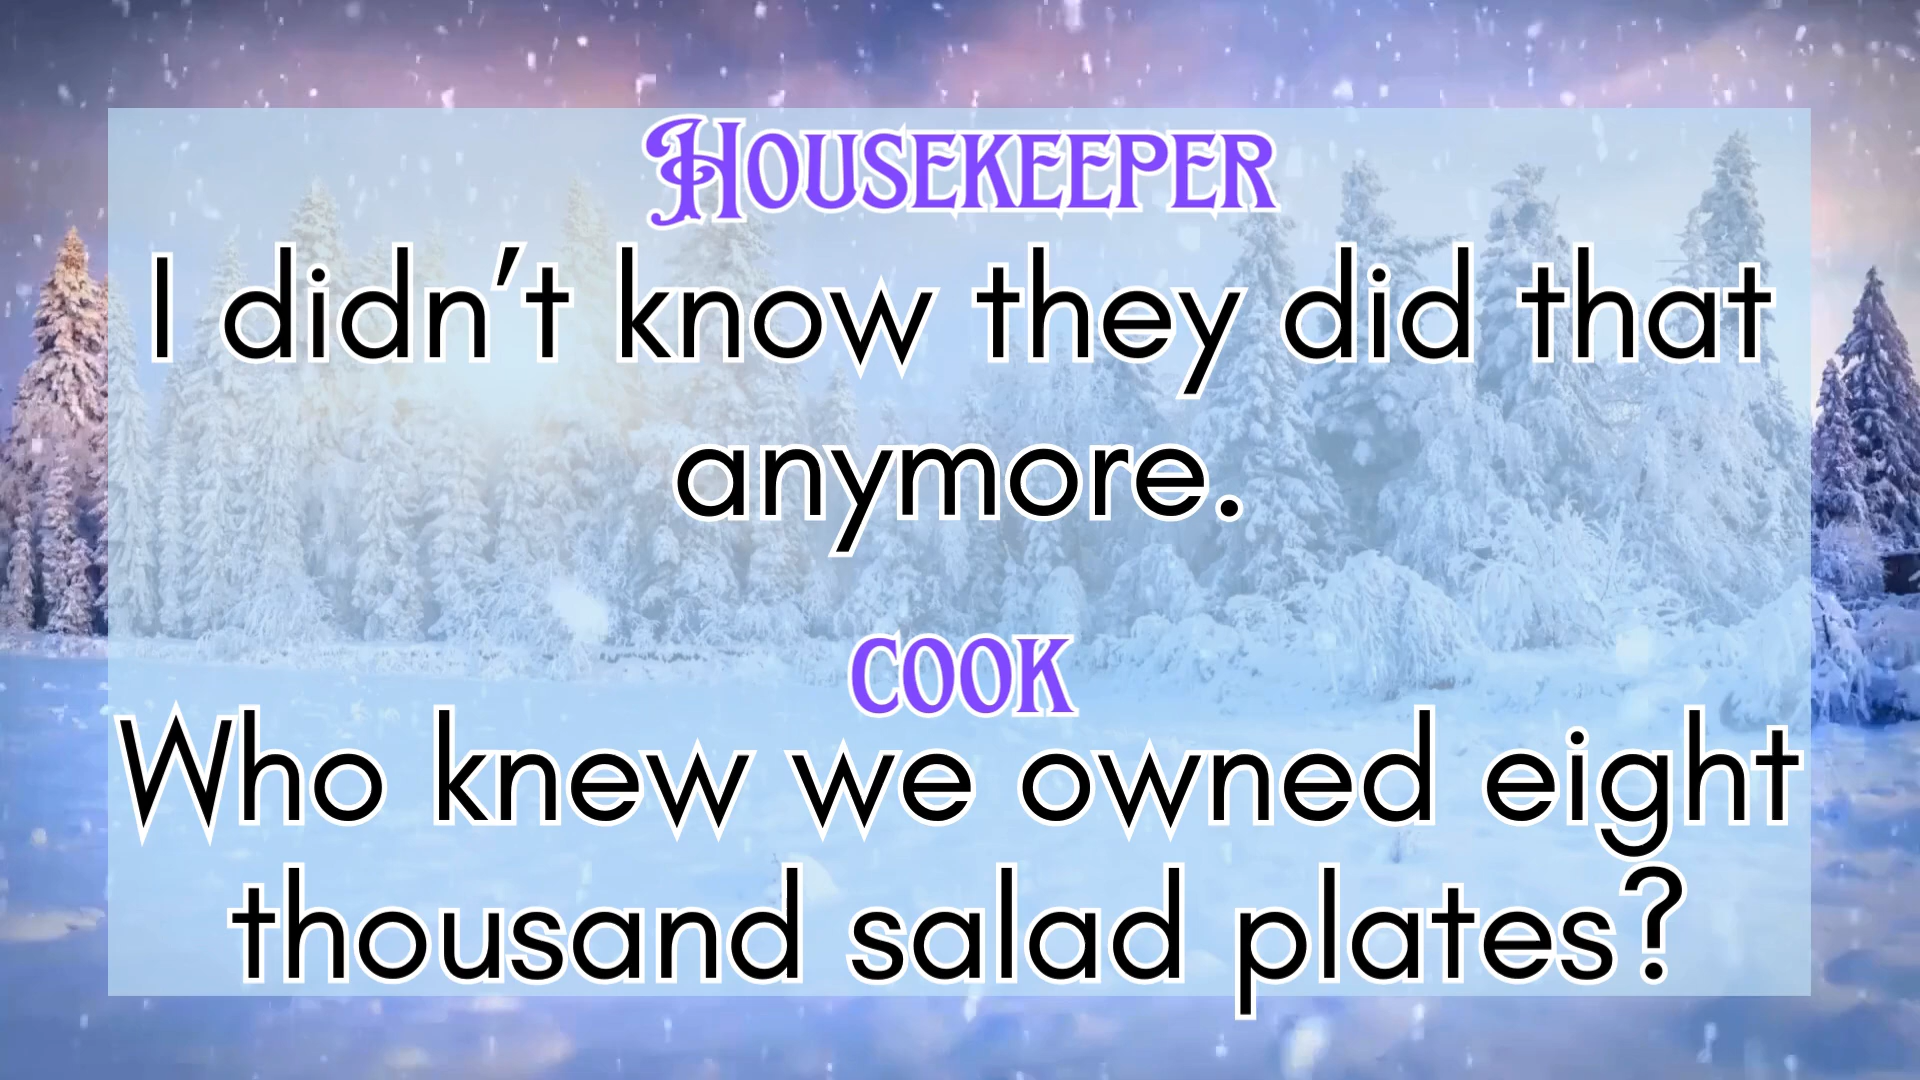 Housekeeper
I didn’t know they did that
anymore.
COOK
Who knew we owned eight
thousand salad plates?